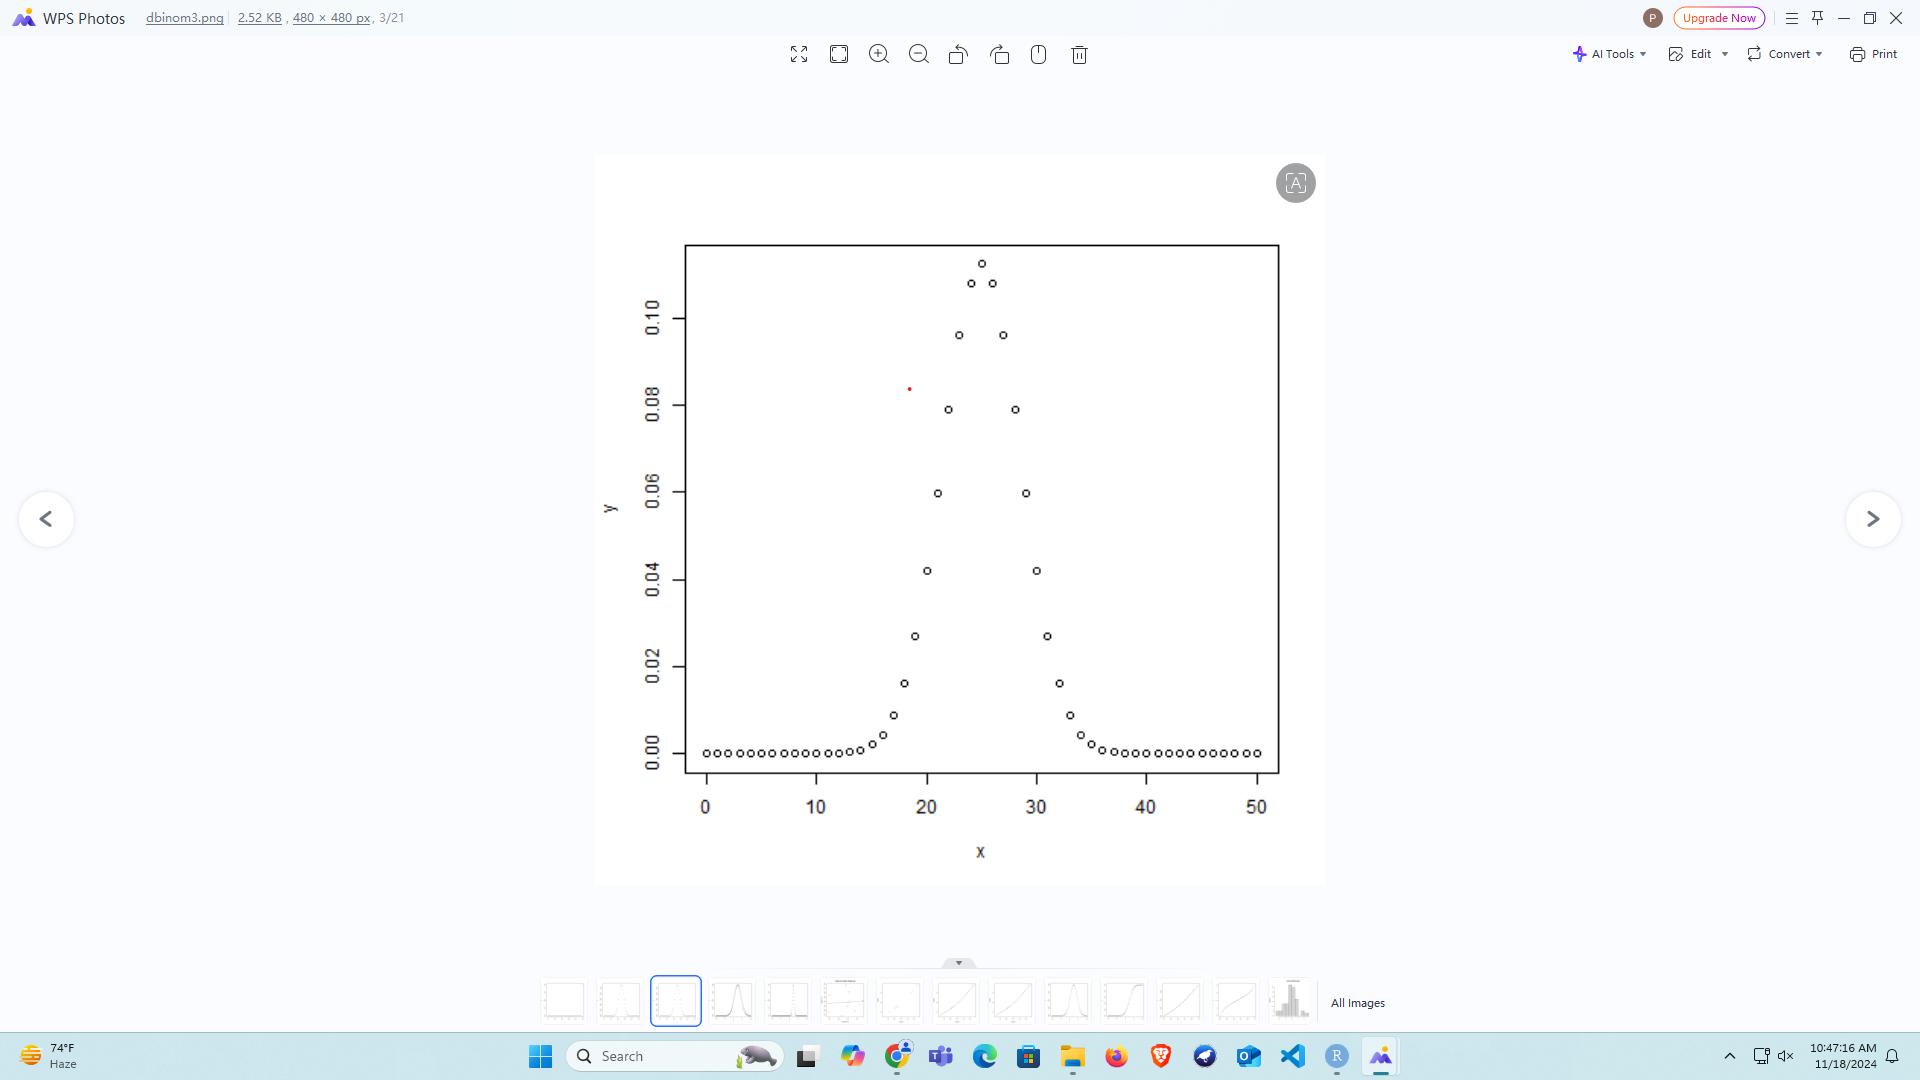 WPS Photos dbinom3.png 2.52 KB , 480 × 480 px, 3/21 P Upgrade Now
AI Tools Edit Convert Print
A
0.10
0.08
0.06
0.04
0.02
0.00
y
0 10 20 30 40 50
x
All Images
74°F
Haze
Search
R
10:47:16 AM
11/18/2024